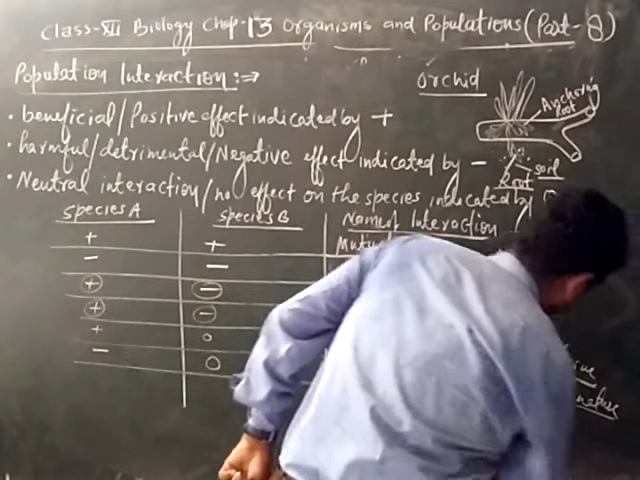 Class-XII Biology Chap-13 Organisms and Populations (Part-8)
Population Interaction :⇒
Orchid
Anchoring Root
• beneficial/Positive effect indicated by +
• harmful/detrimental/Negative effect indicated by −
soil
Root
• Neutral interaction/no effect on the species indicated by
Species A Species B Name of Interaction
+ +
− −
+ −
+ −
+ 0
− 0